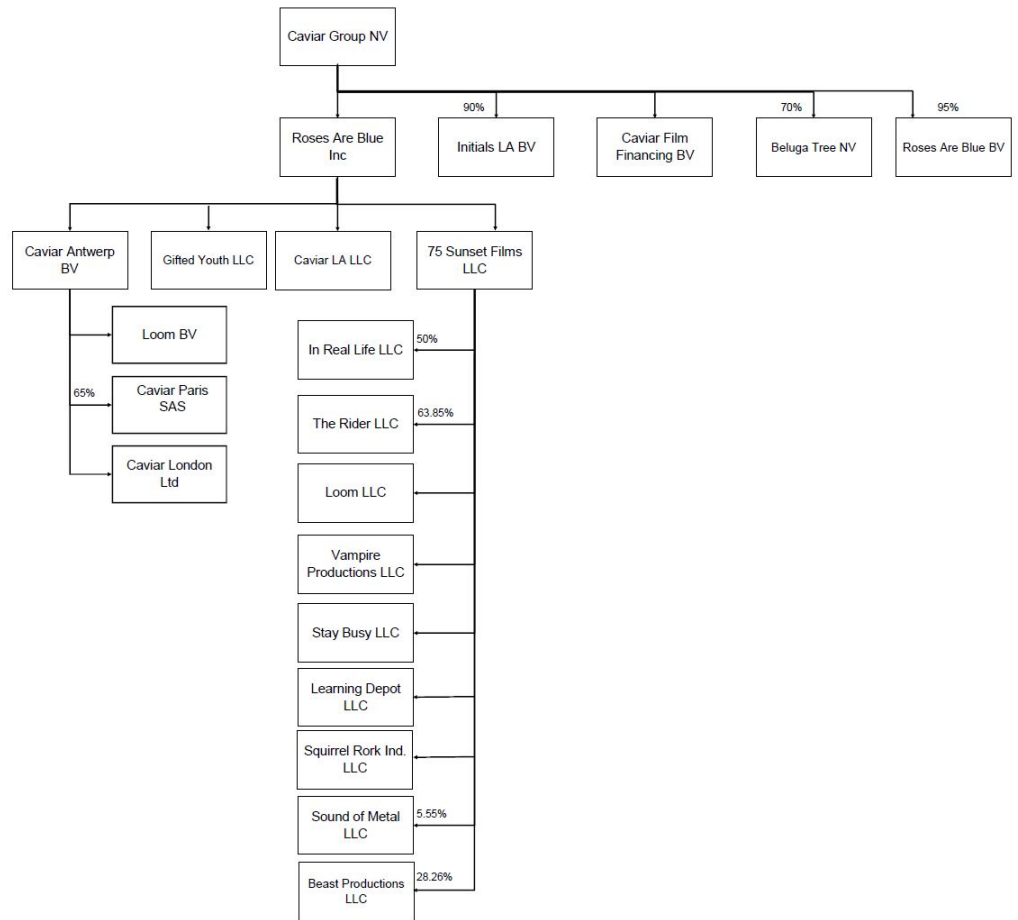 Caviar Group NV
90%
70%
95%
Roses Are Blue
Inc
Initials LA BV
Caviar Film
Financing BV
Beluga Tree NV
Roses Are Blue BV
Caviar Antwerp
BV
Gifted Youth LLC
Caviar LA LLC
75 Sunset Films
LLC
Loom BV
65%
Caviar Paris
SAS
Caviar London
Ltd
In Real Life LLC
50%
The Rider LLC
63.85%
Loom LLC
Vampire
Productions LLC
Stay Busy LLC
Learning Depot
LLC
Squirrel Rork Ind.
LLC
Sound of Metal
LLC
5.55%
Beast Productions
LLC
28.26%